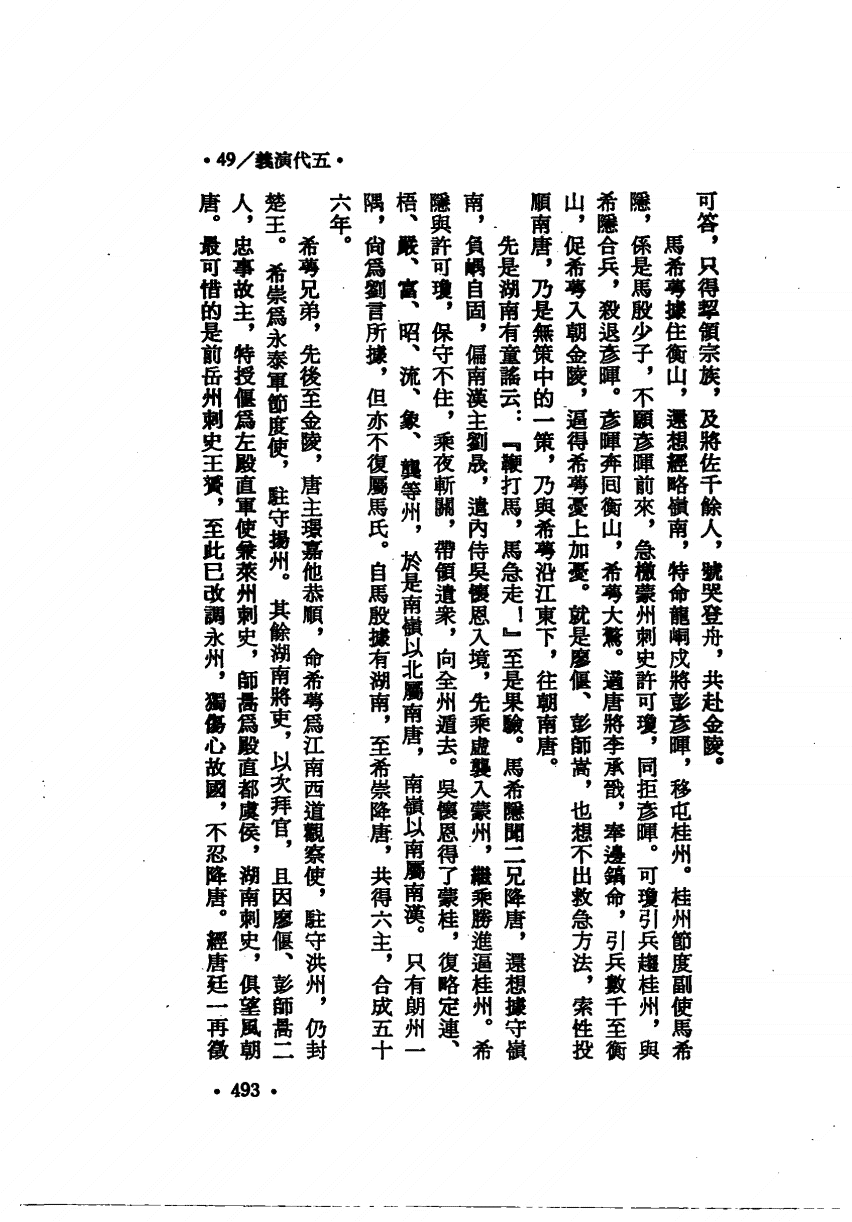 •49／義演代五•
可答，只得挈領宗族，及將佐千餘人，號哭登舟，共赴金陵。
馬希萼據住衡山，還想經略嶺南，特命龍峒戍將彭彥暉，移屯桂州。桂州節度副使馬希
隱，係是馬殷少子，不願彥暉前來，急檄蒙州刺史許可瓊，同拒彥暉。可瓊引兵趨桂州，與
希隱合兵，殺退彥暉。彥暉奔回衡山，希萼大驚。適唐將李承戩，奉邊鎬命，引兵數千至衡
山，促希萼入朝金陵，逼得希萼憂上加憂。就是廖偃、彭師嵩，也想不出救急方法，索性投
順南唐，乃是無策中的一策，乃與希萼沿江東下，往朝南唐。
先是湖南有童謠云：『鞭打馬，馬急走！』至是果驗。馬希隱聞二兄降唐，還想據守嶺
南，負嵎自固，偏南漢主劉晟，遣內侍吳懷恩入境，先乘虛襲入蒙州，繼乘勝進逼桂州。希
隱與許可瓊，保守不住，乘夜斬關，帶領遺衆，向全州遁去。吳懷恩得了蒙桂，復略定連、
梧、嚴、富、昭、流、象、龔等州，於是南嶺以北屬南唐，南嶺以南屬南漢。只有朗州一
隅，尙爲劉言所據，但亦不復屬馬氏。自馬殷據有湖南，至希崇降唐，共得六主，合成五十
六年。
希萼兄弟，先後至金陵，唐主璟嘉他恭順，命希萼爲江南西道觀察使，駐守洪州，仍封
楚王。希崇爲永泰軍節度使，駐守揚州。其餘湖南將吏，以次拜官，且因廖偃、彭師暠二
人，忠事故主，特授偃爲左殿直軍使兼萊州刺史，師暠爲殿直都虞侯，湖南刺史，俱望風朝
唐。最可惜的是前岳州刺史王贇，至此已改調永州，獨傷心故國，不忍降唐。經唐廷一再徵
•493•